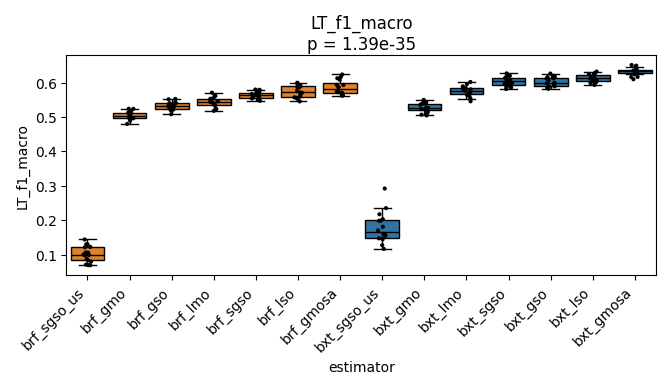 LT_f1_macro
p = 1.39e-35
LT_f1_macro
0.6
0.5
0.4
0.3
0.2
0.1
brf_sgso_us
brf_gmo
brf_gso
brf_lmo
brf_sgso
brf_lso
brf_gmosa
bxt_sgso_us
bxt_gmo
bxt_lmo
bxt_sgso
bxt_gso
bxt_lso
bxt_gmosa
estimator